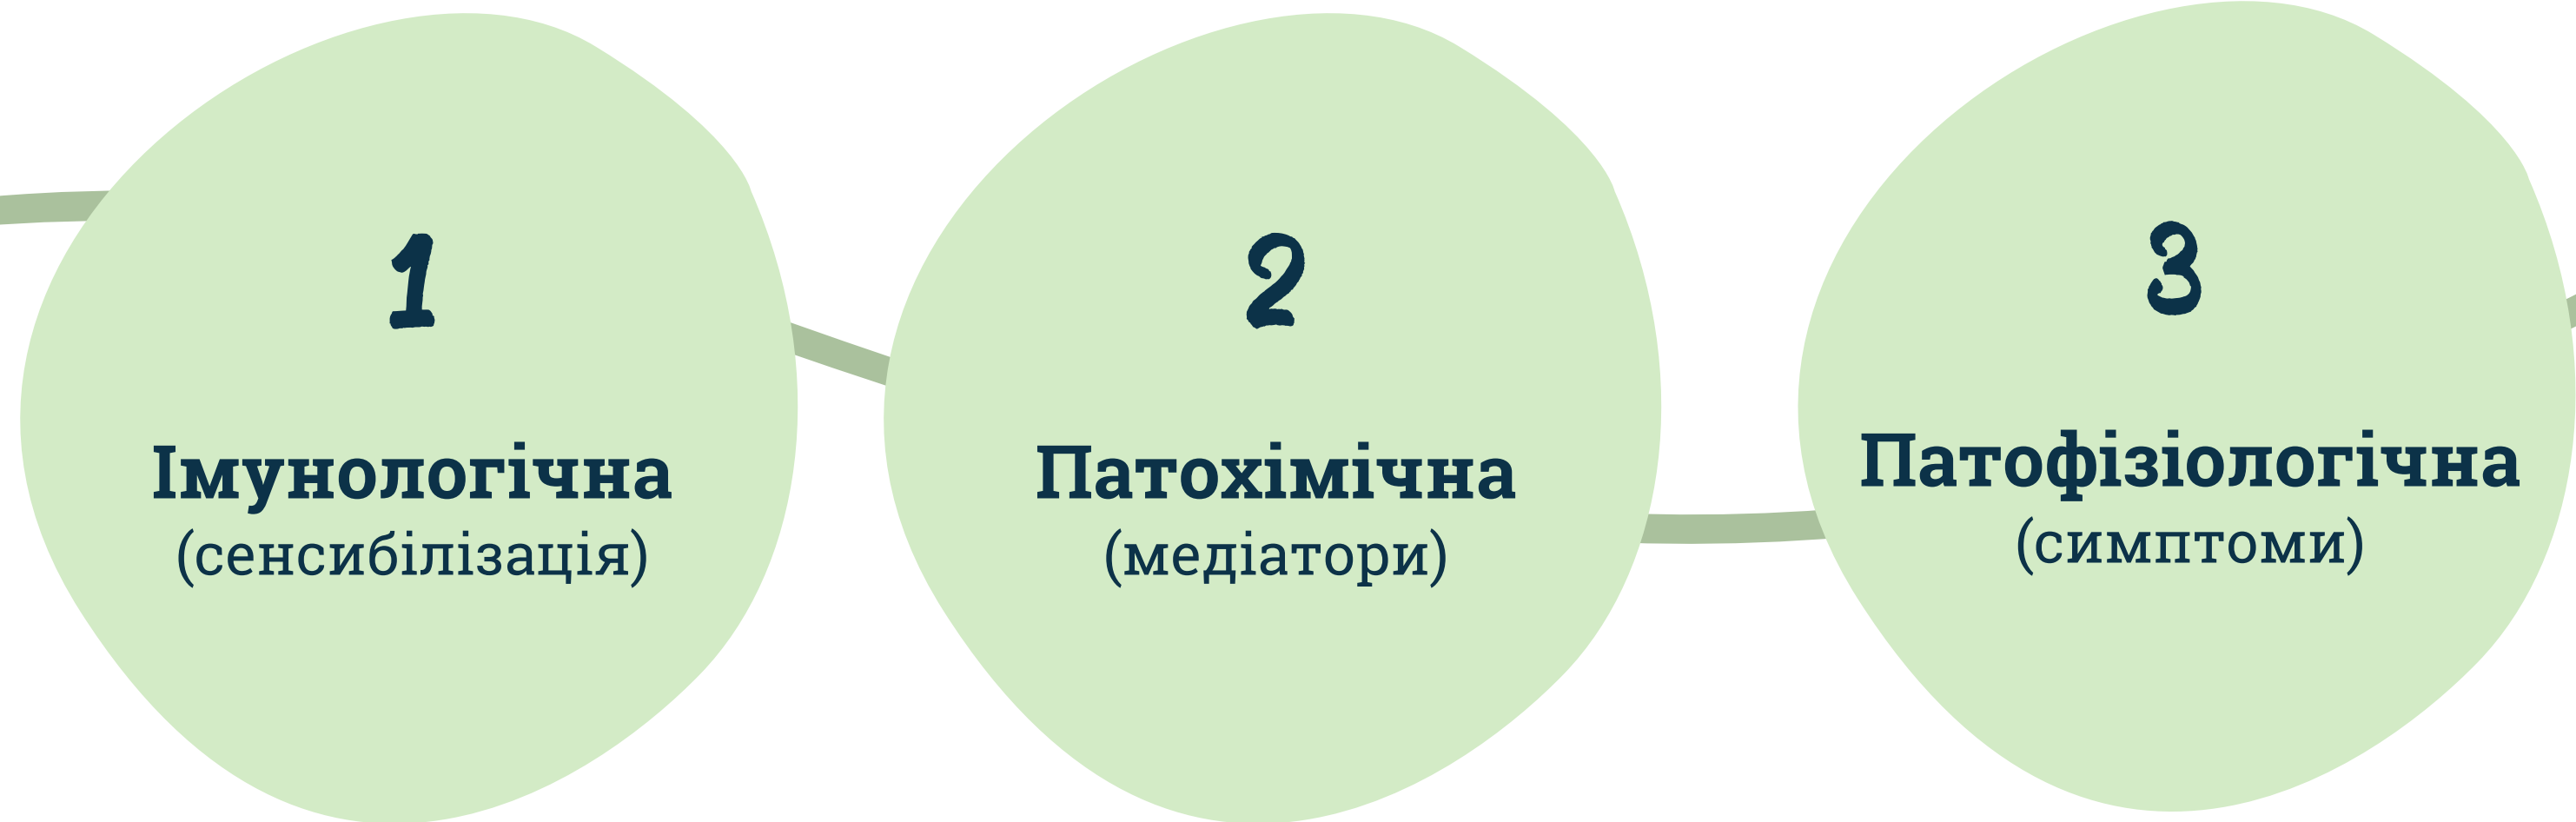 1
Імунологічна
(сенсибілізація)
2
Патохімічна
(медіатори)
3
Патофізіологічна
(симптоми)